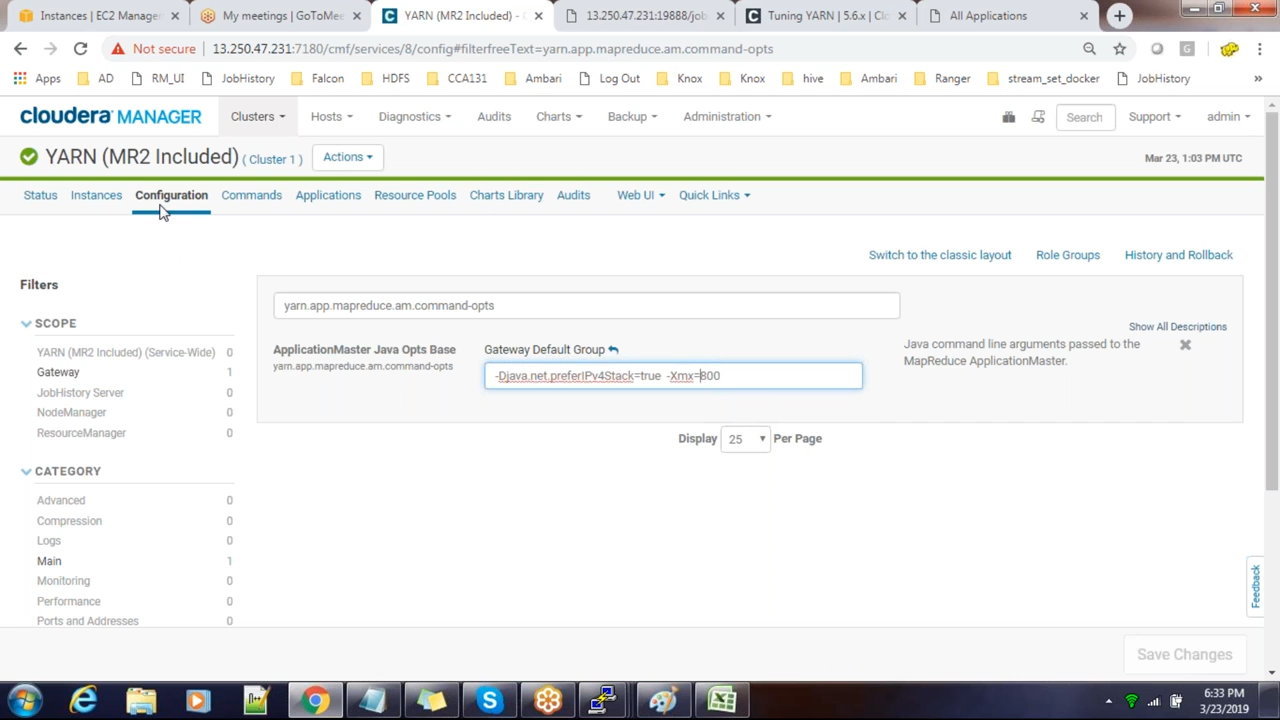 Instances | EC2 Manager
My meetings | GoToMee
YARN (MR2 Included) - C
13.250.47.231:19888/job
Tuning YARN | 5.6.x | Clo
All Applications
Not secure | 13.250.47.231:7180/cmf/services/8/config#filterfreeText=yarn.app.mapreduce.am.command-opts
Apps AD RM_UI JobHistory Falcon HDFS CCA131 Ambari Log Out Knox Knox hive Ambari Ranger stream_set_docker JobHistory »
cloudera MANAGER Clusters Hosts Diagnostics Audits Charts Backup Administration Search Support admin
YARN (MR2 Included) ( Cluster 1 ) Actions Mar 23, 1:03 PM UTC
Status Instances Configuration Commands Applications Resource Pools Charts Library Audits Web UI Quick Links
Switch to the classic layout Role Groups History and Rollback
Filters
SCOPE
YARN (MR2 Included) (Service-Wide) 0
Gateway 1
JobHistory Server 0
NodeManager 0
ResourceManager 0
CATEGORY
Advanced 0
Compression 0
Logs 0
Main 1
Monitoring 0
Performance 0
Ports and Addresses 0
yarn.app.mapreduce.am.command-opts
Show All Descriptions
ApplicationMaster Java Opts Base
yarn.app.mapreduce.am.command-opts
Gateway Default Group
-Djava.net.preferIPv4Stack=true -Xmx=800
Java command line arguments passed to the
MapReduce ApplicationMaster.
Display 25 Per Page
Feedback
Save Changes
6:33 PM
3/23/2019